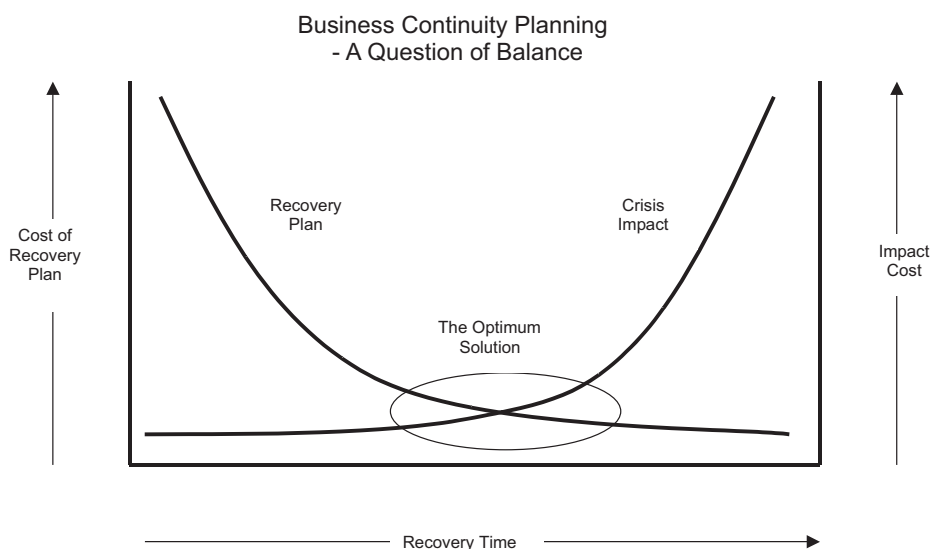 Business Continuity Planning
- A Question of Balance
Recovery
Plan
Crisis
Impact
Cost of
Recovery
Plan
Impact
Cost
The Optimum
Solution
Recovery Time